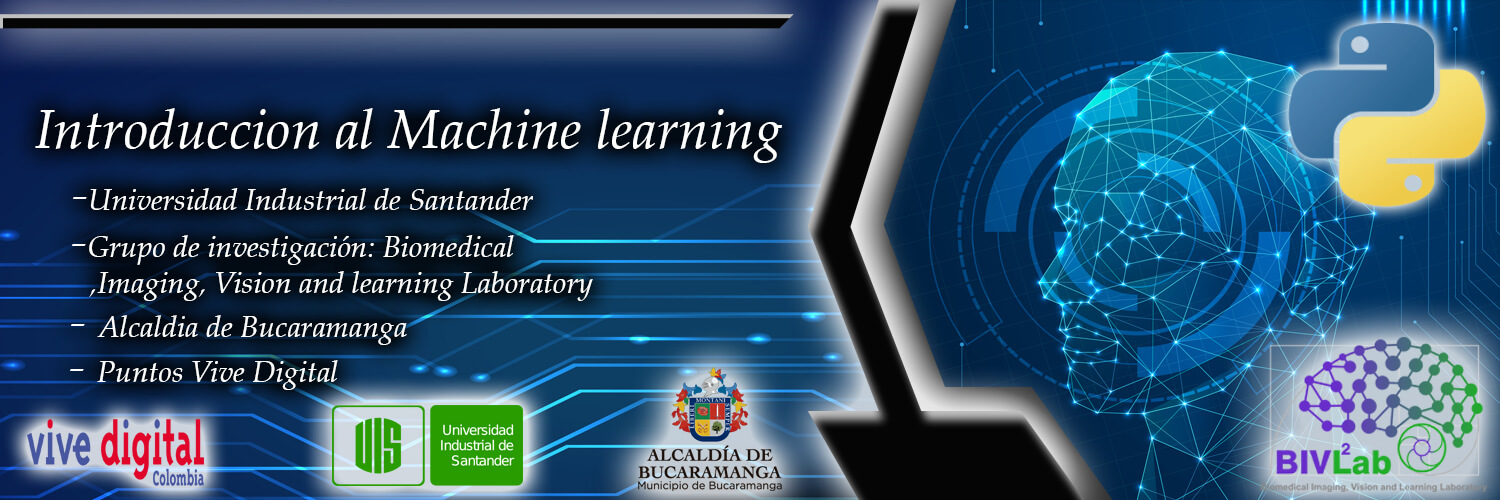 Introduccion al Machine learning
-Universidad Industrial de Santander
-Grupo de investigación: Biomedical
,Imaging, Vision and learning Laboratory
- Alcaldia de Bucaramanga
- Puntos Vive Digital
vive digital
Colombia
UIS
Universidad
Industrial de
Santander
MONTANI
ALCALDÍA DE
BUCARAMANGA
Municipio de Bucaramanga
BIV2Lab
Biomedical Imaging, Vision and Learning Laboratory